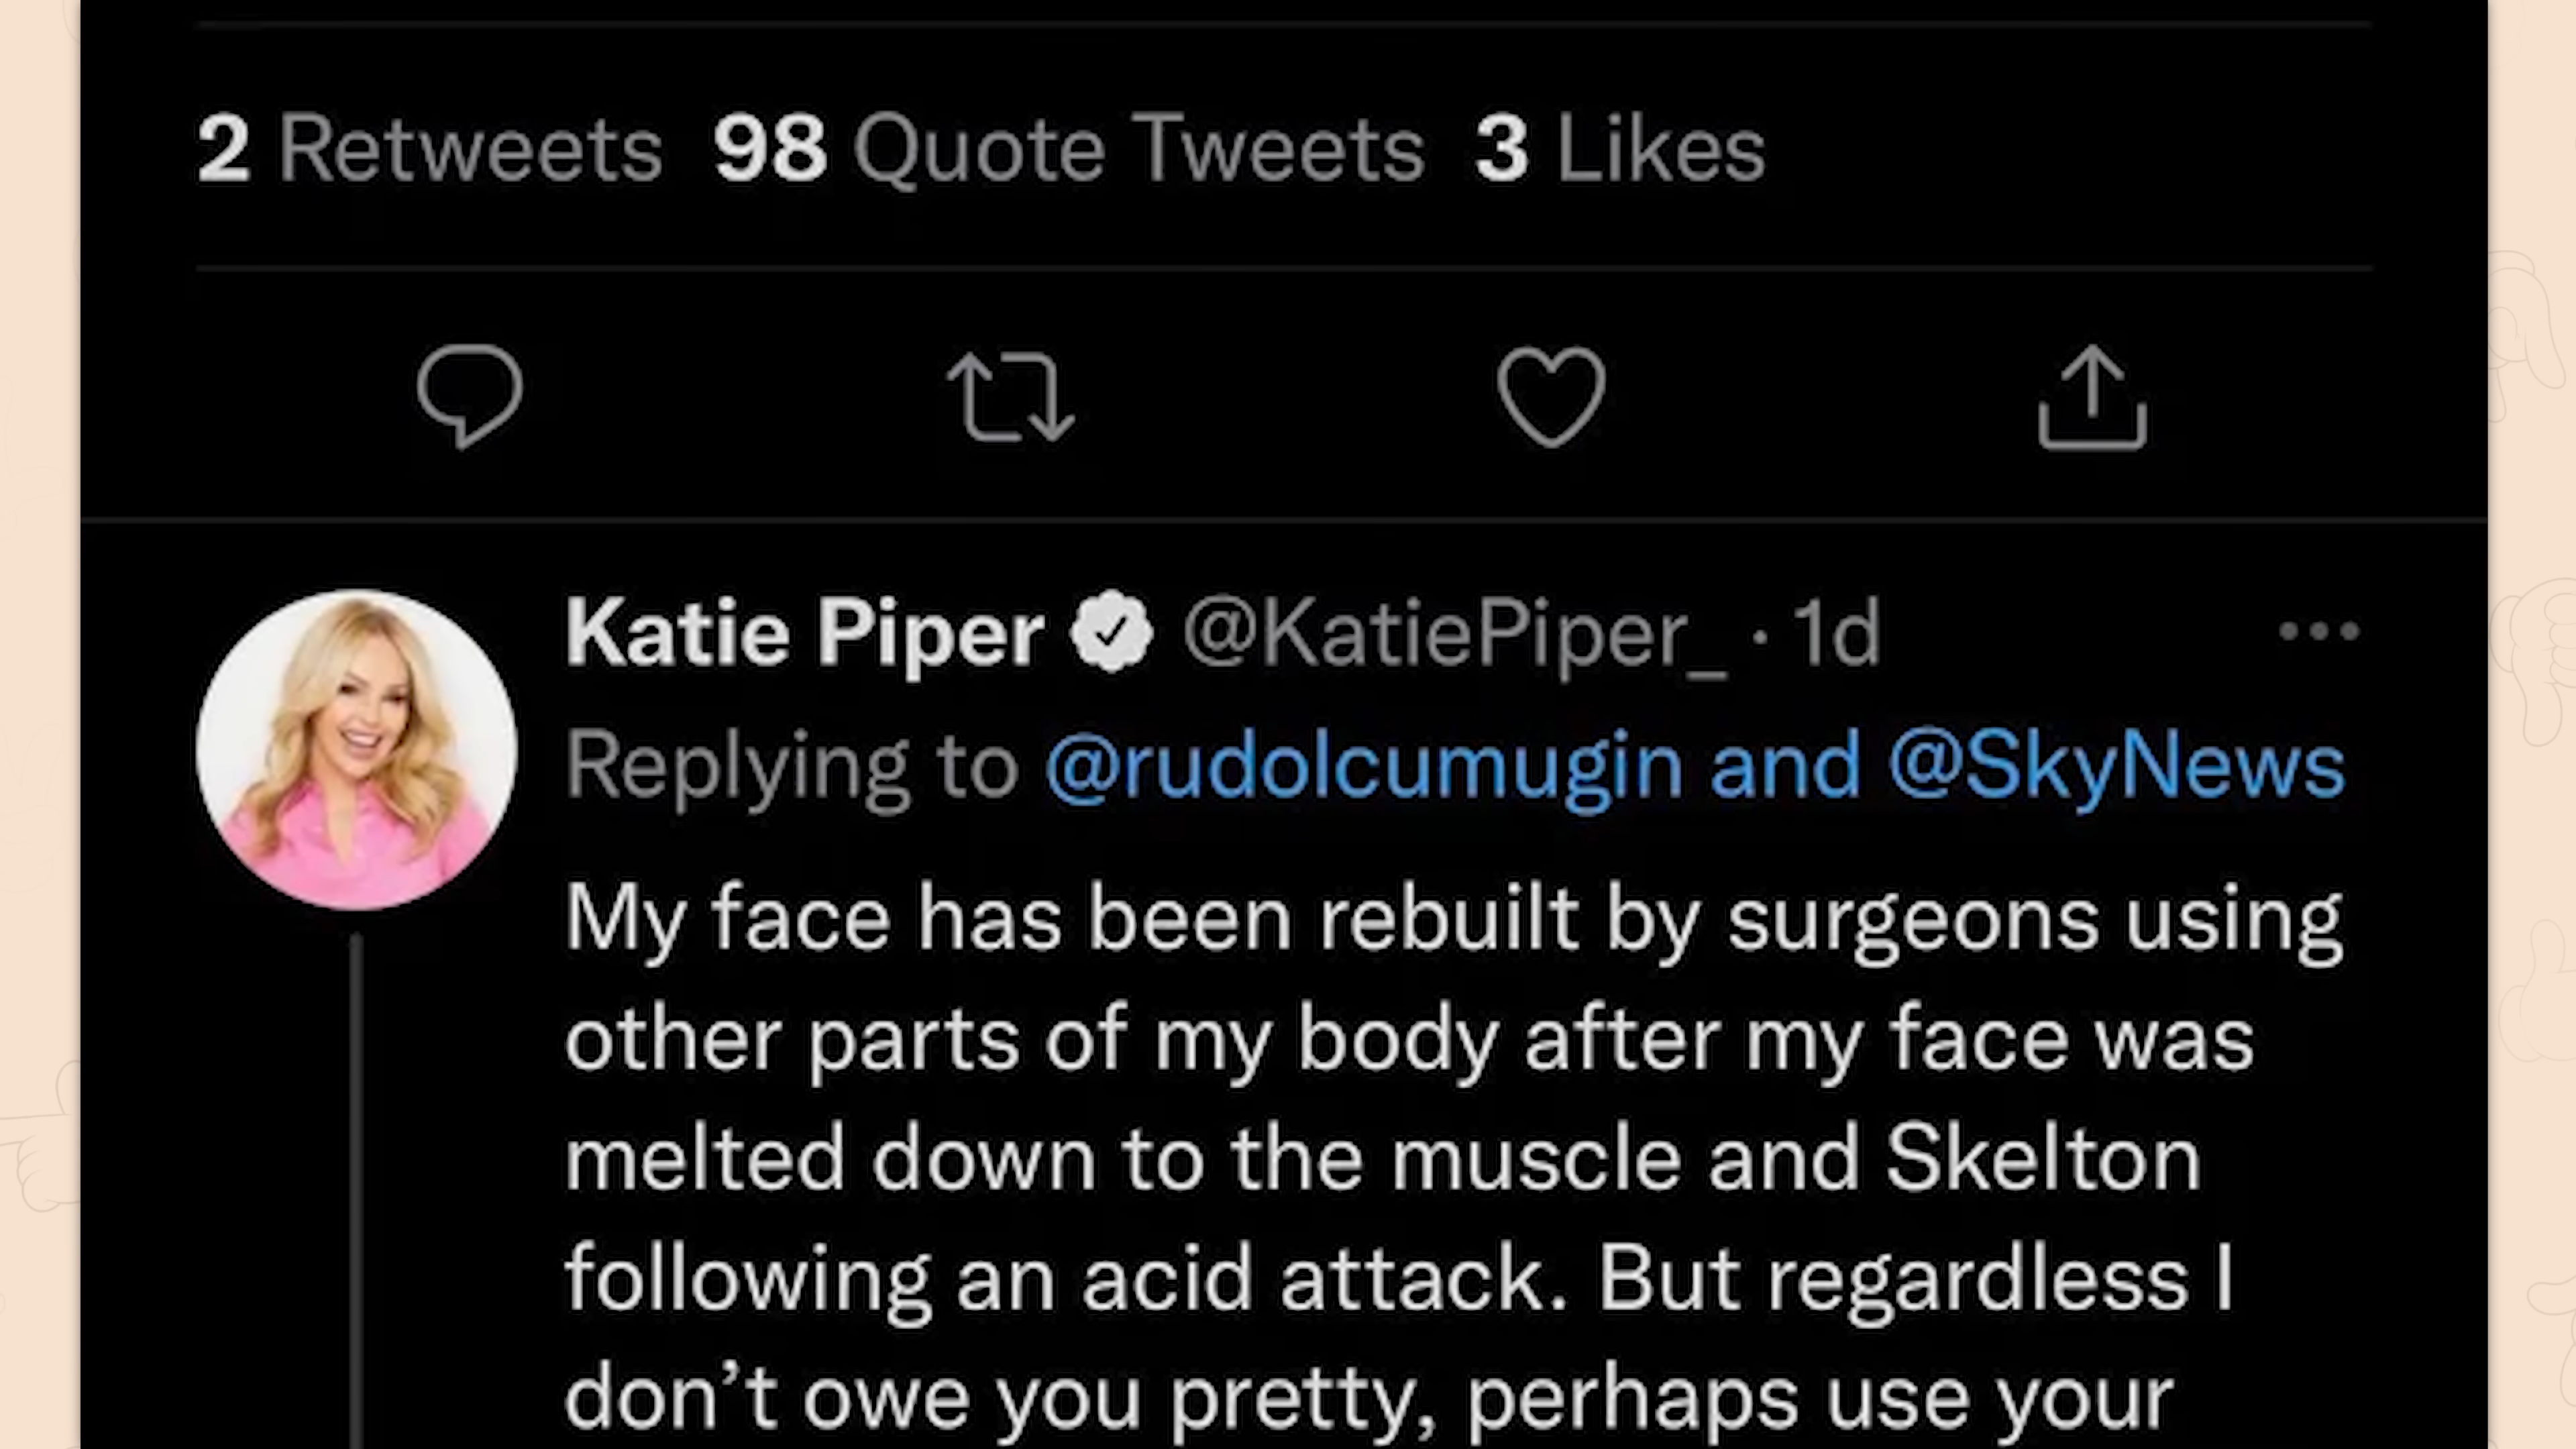 2 Retweets 98 Quote Tweets 3 Likes
Katie Piper @KatiePiper_ · 1d
Replying to @rudolcumugin and @SkyNews
My face has been rebuilt by surgeons using
other parts of my body after my face was
melted down to the muscle and Skelton
following an acid attack. But regardless I
don’t owe you pretty, perhaps use your